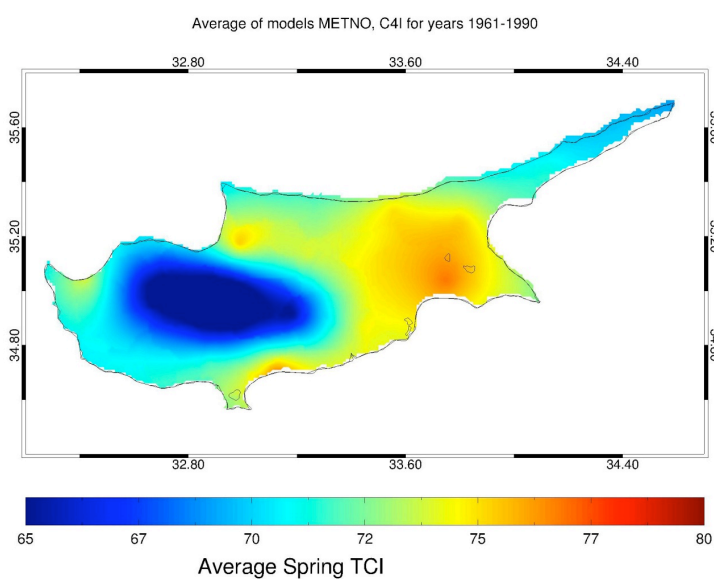 Average of models METNO, C4I for years 1961-1990
32.80 33.60 34.40
35.60
35.20
34.80
32.80 33.60 34.40
65 67 70 72 75 77 80
Average Spring TCI